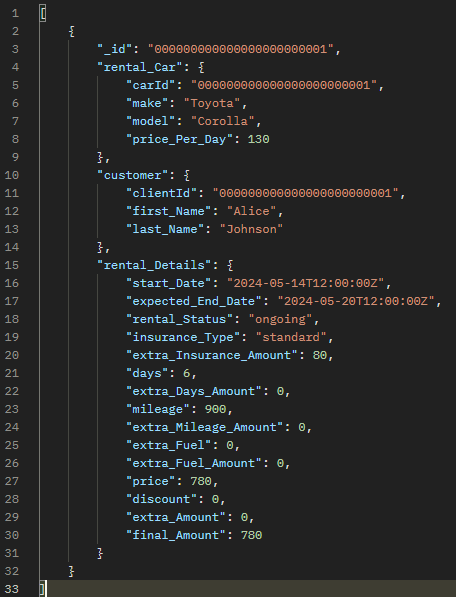 1 [
2 {
3 "_id": "000000000000000000000001",
4 "rental_Car": {
5 "carId": "000000000000000000000001",
6 "make": "Toyota",
7 "model": "Corolla",
8 "price_Per_Day": 130
9 },
10 "customer": {
11 "clientId": "000000000000000000000001",
12 "first_Name": "Alice",
13 "last_Name": "Johnson"
14 },
15 "rental_Details": {
16 "start_Date": "2024-05-14T12:00:00Z",
17 "expected_End_Date": "2024-05-20T12:00:00Z",
18 "rental_Status": "ongoing",
19 "insurance_Type": "standard",
20 "extra_Insurance_Amount": 80,
21 "days": 6,
22 "extra_Days_Amount": 0,
23 "mileage": 900,
24 "extra_Mileage_Amount": 0,
25 "extra_Fuel": 0,
26 "extra_Fuel_Amount": 0,
27 "price": 780,
28 "discount": 0,
29 "extra_Amount": 0,
30 "final_Amount": 780
31 }
32 }
33 ]